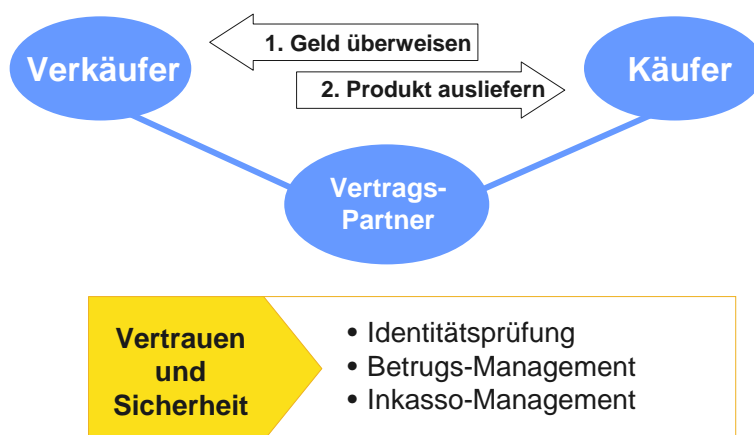 1. Geld überweisen
Verkäufer
Käufer
2. Produkt ausliefern
Vertrags-
Partner
Vertrauen
und
Sicherheit
• Identitätsprüfung
• Betrugs-Management
• Inkasso-Management